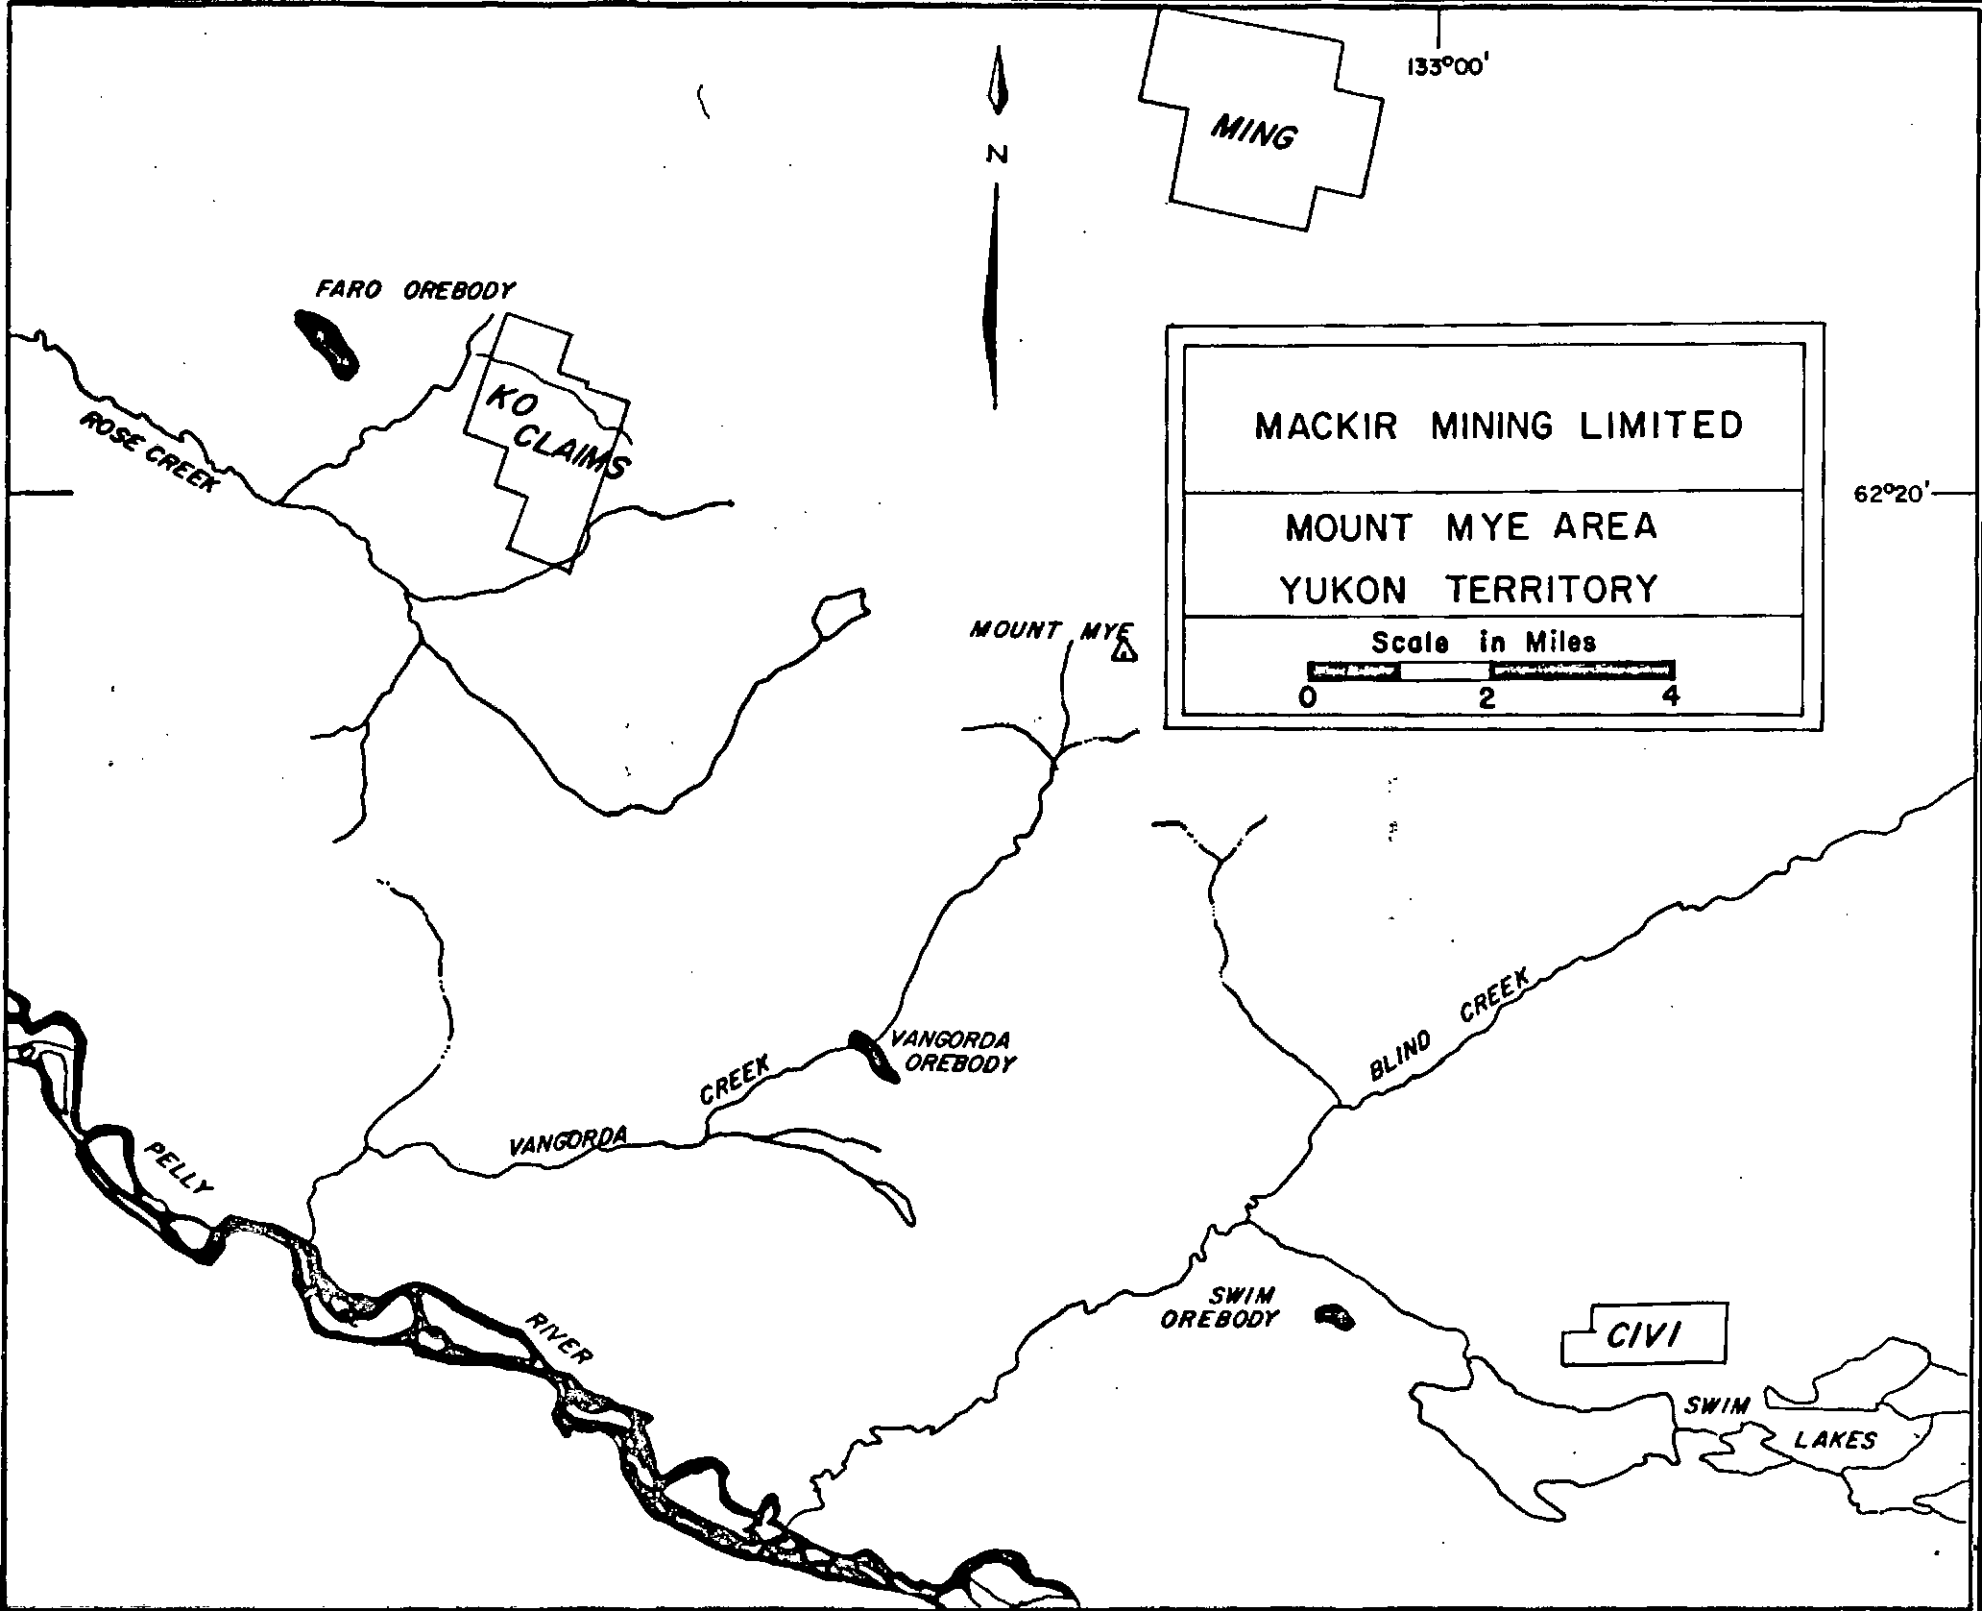 133°00'
MING
N
FARO OREBODY
KO
CLAIMS
ROSE CREEK
MACKIR MINING LIMITED
62°20'
MOUNT MYE AREA
YUKON TERRITORY
Scale in Miles
0 2 4
MOUNT MYE
BLIND CREEK
VANGORDA
OREBODY
VANGORDA CREEK
PELLY RIVER
SWIM
OREBODY
CIVI
SWIM
LAKES